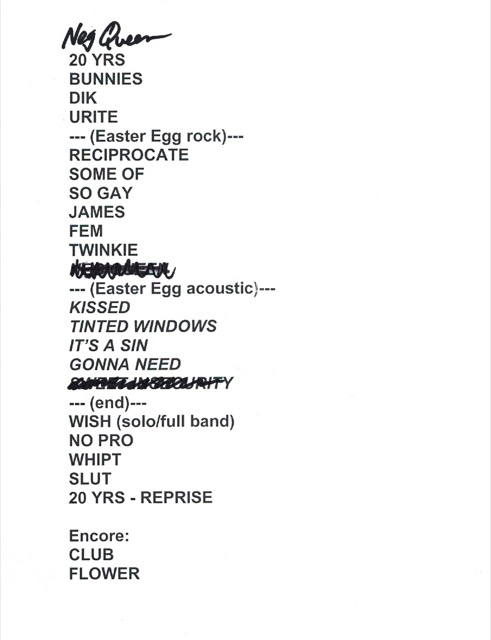 Neg Queen
20 YRS
BUNNIES
DIK
URITE
--- (Easter Egg rock)---
RECIPROCATE
SOME OF
SO GAY
JAMES
FEM
TWINKIE
--- (Easter Egg acoustic)---
KISSED
TINTED WINDOWS
IT'S A SIN
GONNA NEED
--- (end)---
WISH (solo/full band)
NO PRO
WHIPT
SLUT
20 YRS - REPRISE
Encore:
CLUB
FLOWER